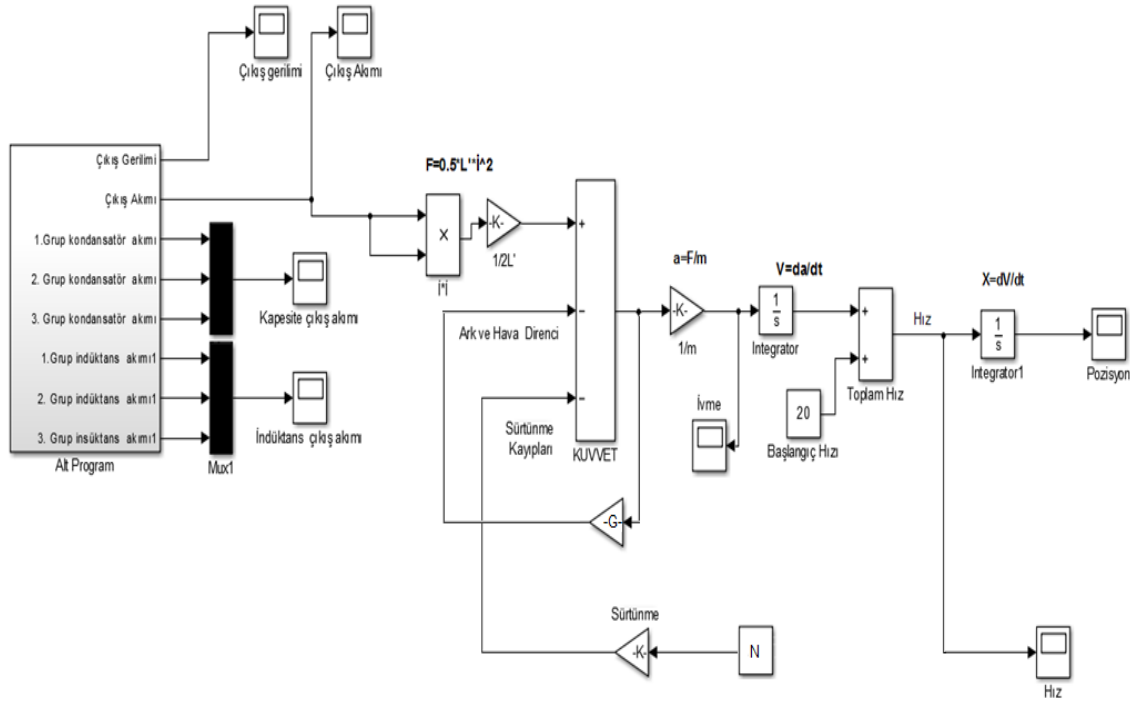 Çıkış gerilimi
Çıkış Akımı
Çıkış Gerilimi
Çıkış Akımı
1.Grup kondansatör akımı
2. Grup kondansatör akımı
3. Grup kondansatör akımı
1.Grup indüktans akımı1
2. Grup indüktans akımı1
3. Grup insüktans akımı1
Alt Program
Mux1
Kapesite çıkış akımı
İndüktans çıkış akımı
F=0.5*L'*İ^2
X
İ*İ
-K-
1/2L'
+
-
-
Ark ve Hava Direnci
Sürtünme
Kayıpları
KUVVET
-G-
Sürtünme
-K-
N
a=F/m
-K-
1/m
İvme
V=da/dt
1
s
Integrator
20
Başlangıç Hızı
+
+
Toplam Hız
Hız
X=dV/dt
1
s
Integrator1
Pozisyon
Hız